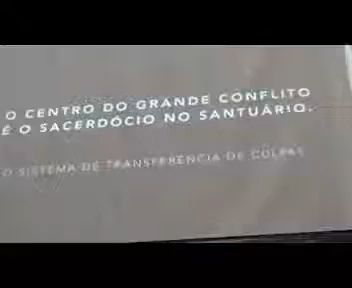 O CENTRO DO GRANDE CONFLITO
É O SACERDÓCIO NO SANTUÁRIO.
O SISTEMA DE TRANSFERÊNCIA DE CULPAS